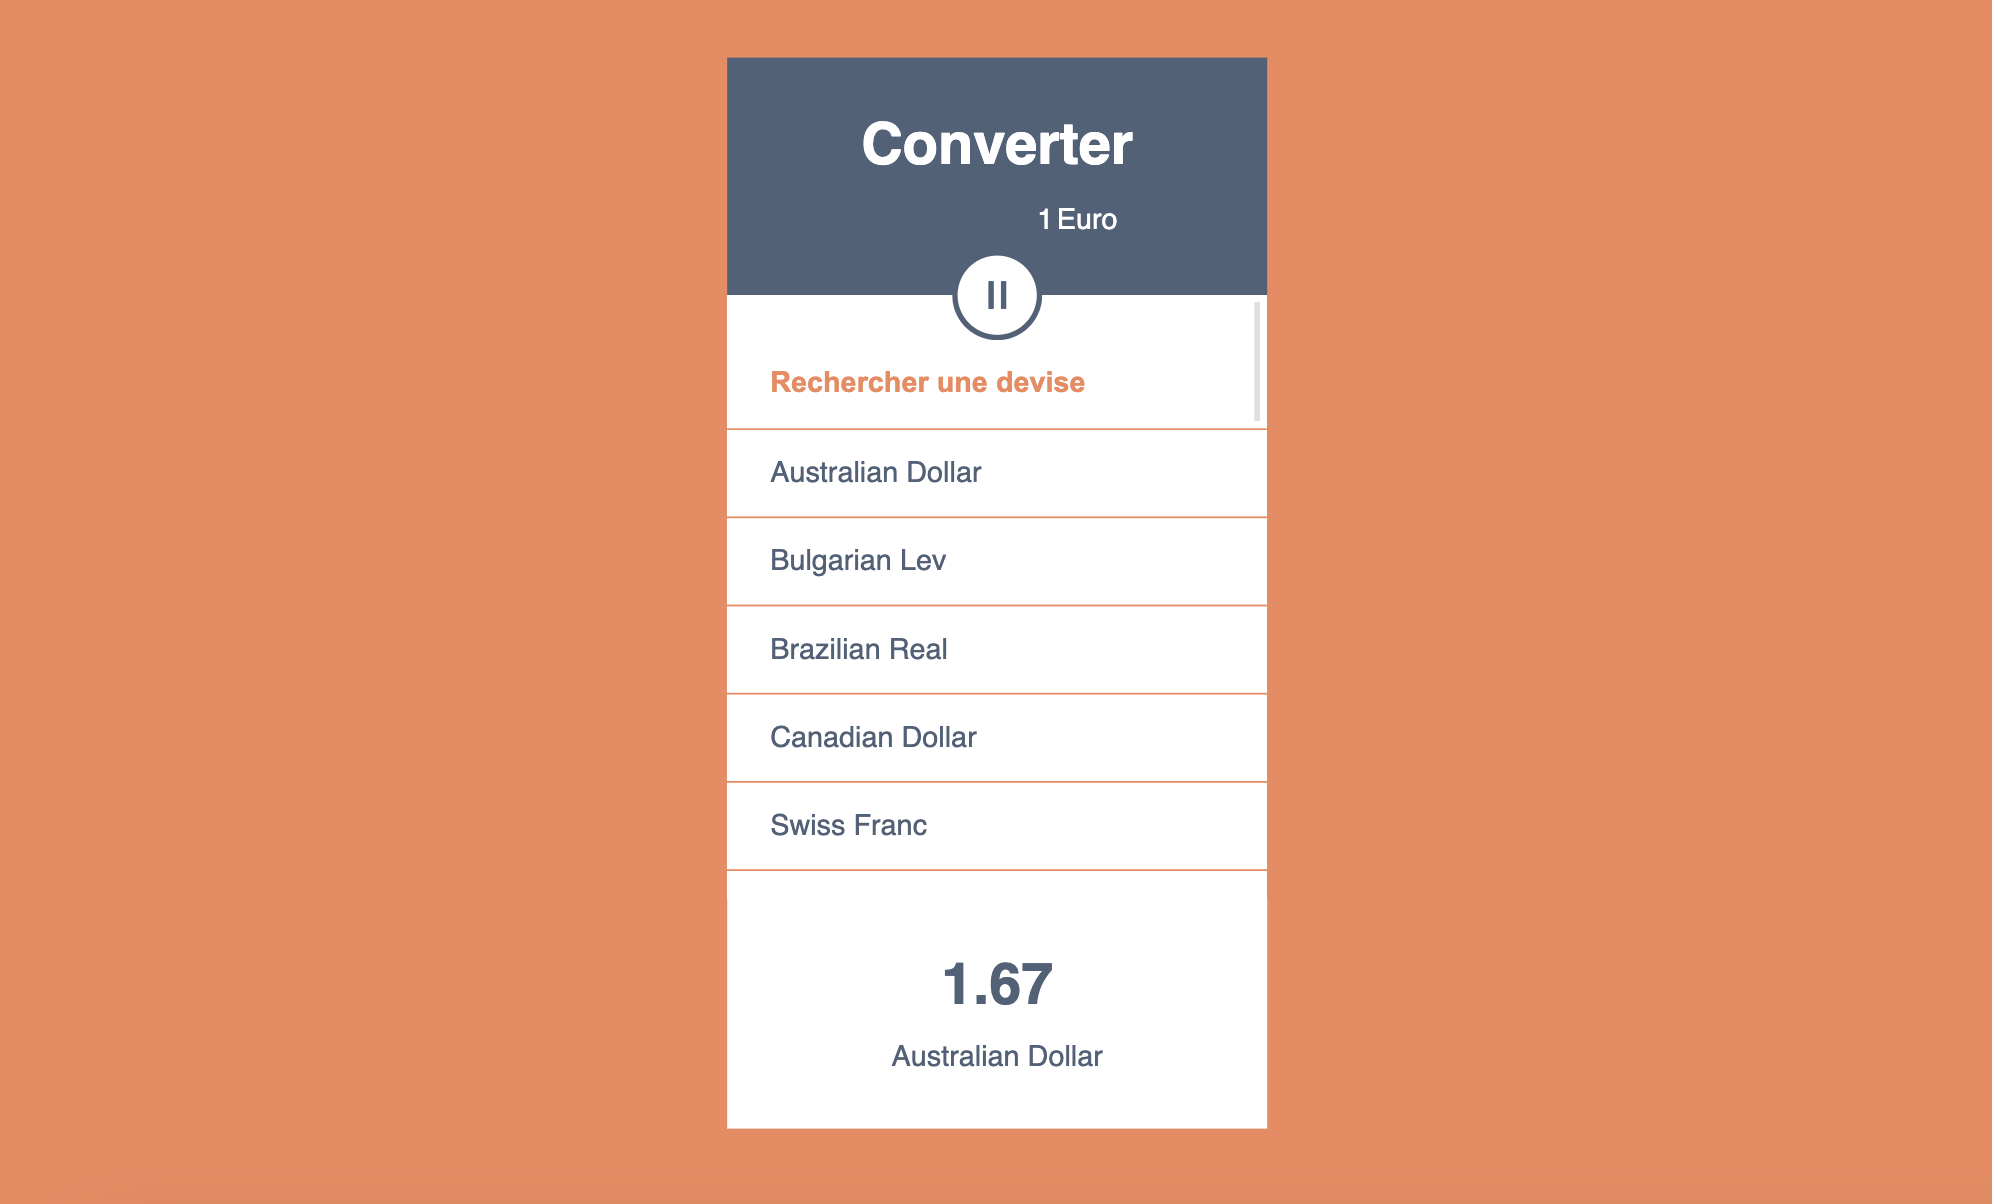 Converter
1 Euro
Rechercher une devise
Australian Dollar
Bulgarian Lev
Brazilian Real
Canadian Dollar
Swiss Franc
1.67
Australian Dollar